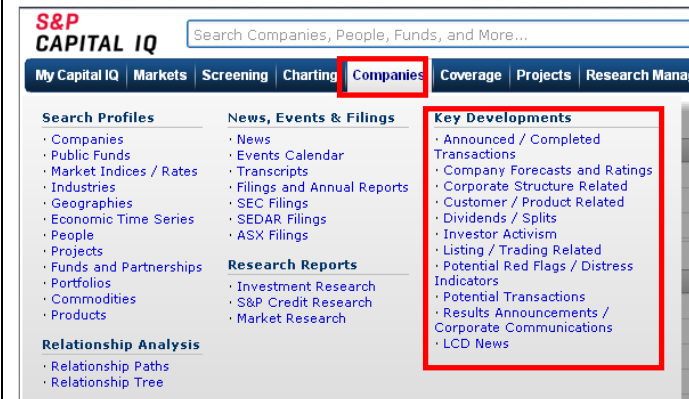 S&P
CAPITAL IQ
Search Companies, People, Funds, and More...
My Capital IQ Markets Screening Charting Companies Coverage Projects Research Mana
Search Profiles
· Companies
· Public Funds
· Market Indices / Rates
· Industries
· Geographies
· Economic Time Series
· People
· Projects
· Funds and Partnerships
· Portfolios
· Commodities
· Products
Relationship Analysis
· Relationship Paths
· Relationship Tree
News, Events & Filings
· News
· Events Calendar
· Transcripts
· Filings and Annual Reports
· SEC Filings
· SEDAR Filings
· ASX Filings
Research Reports
· Investment Research
· S&P Credit Research
· Market Research
Key Developments
· Announced / Completed
Transactions
· Company Forecasts and Ratings
· Corporate Structure Related
· Customer / Product Related
· Dividends / Splits
· Investor Activism
· Listing / Trading Related
· Potential Red Flags / Distress
Indicators
· Potential Transactions
· Results Announcements /
Corporate Communications
· LCD News